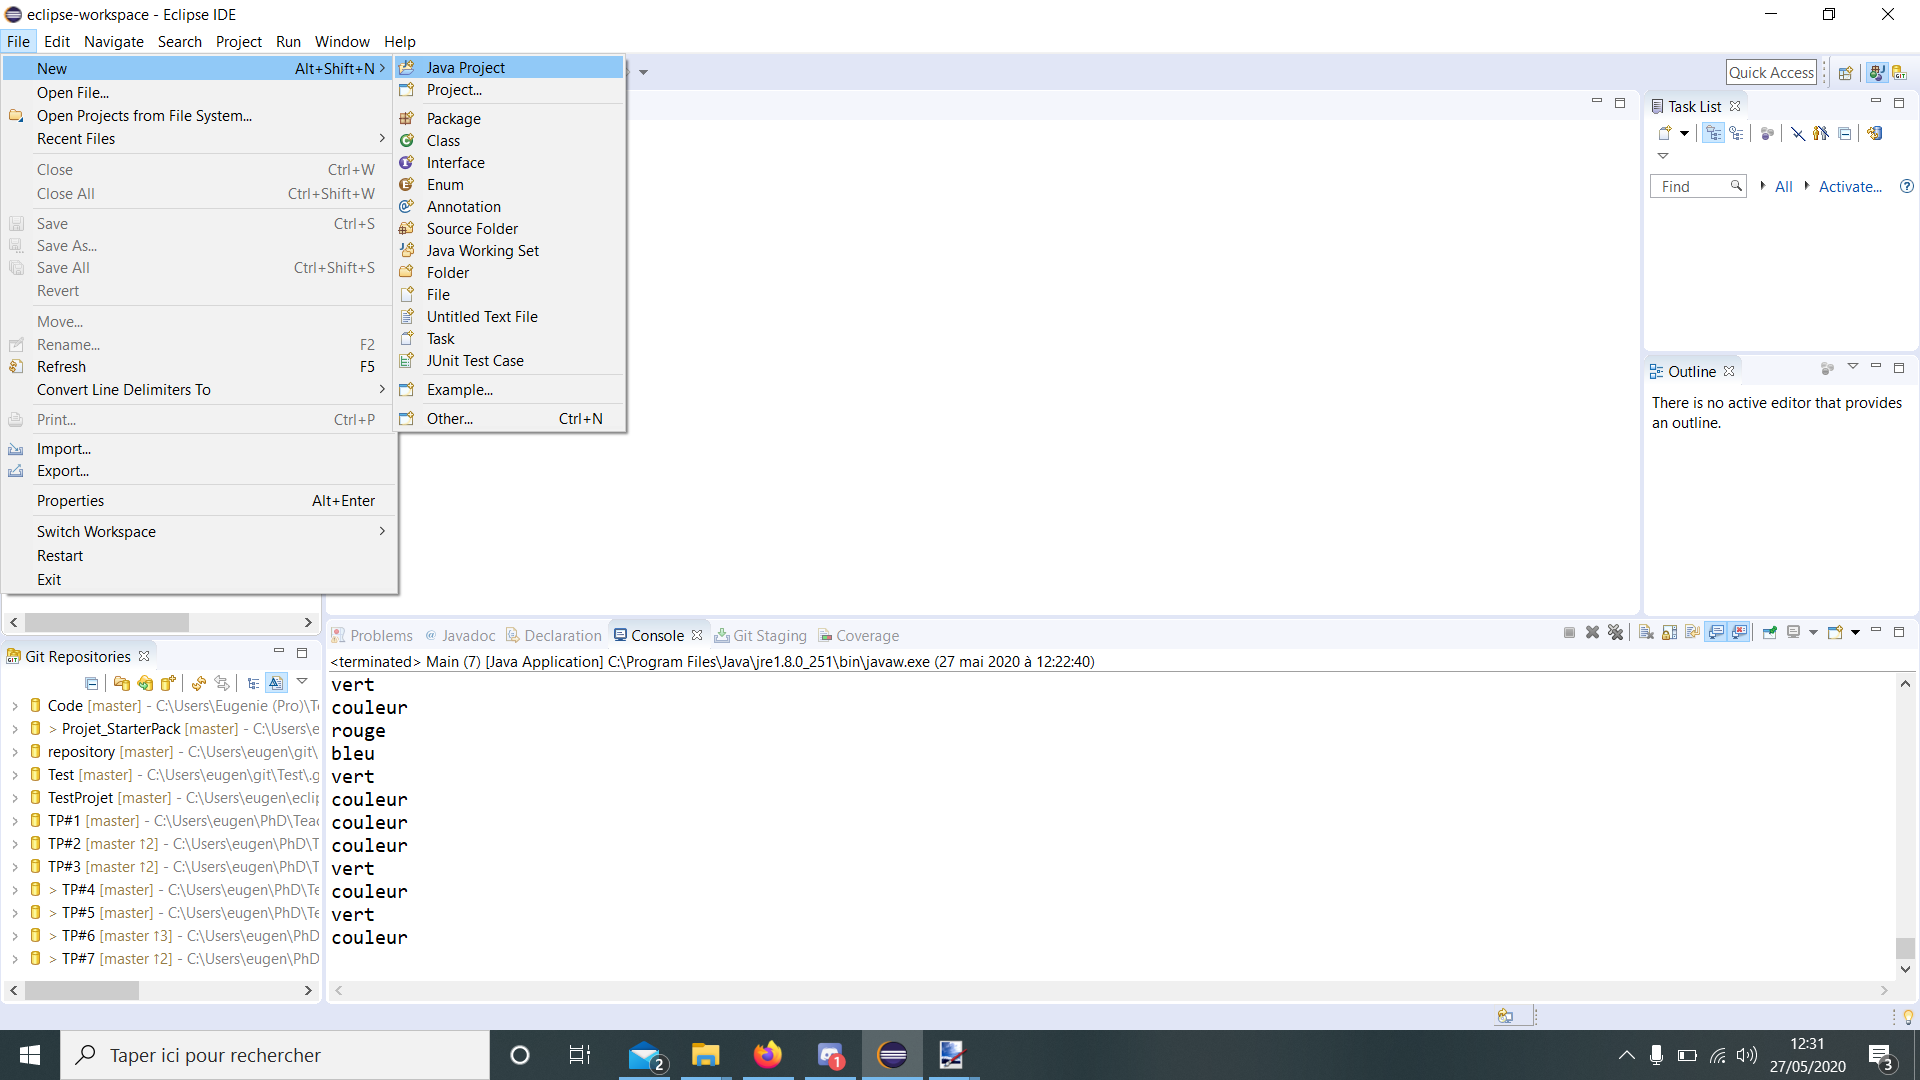 eclipse-workspace - Eclipse IDE
File Edit Navigate Search Project Run Window Help
New Alt+Shift+N
Open File...
Open Projects from File System...
Recent Files
Close Ctrl+W
Close All Ctrl+Shift+W
Save Ctrl+S
Save As...
Save All Ctrl+Shift+S
Revert
Move...
Rename... F2
Refresh F5
Convert Line Delimiters To
Print... Ctrl+P
Import...
Export...
Properties Alt+Enter
Switch Workspace
Restart
Exit
Java Project
Project...
Package
Class
Interface
Enum
Annotation
Source Folder
Java Working Set
Folder
File
Untitled Text File
Task
JUnit Test Case
Example...
Other... Ctrl+N
Quick Access
Task List
Find All Activate...
Outline
There is no active editor that provides
an outline.
Git Repositories
Code [master] - C:\Users\Eugenie (Pro)\T
> Projet_StarterPack [master] - C:\Users\e
repository [master] - C:\Users\eugen\git\
Test [master] - C:\Users\eugen\git\Test\.g
TestProjet [master] - C:\Users\eugen\eclip
TP#1 [master] - C:\Users\eugen\PhD\Teac
TP#2 [master ↑2] - C:\Users\eugen\PhD\T
TP#3 [master ↑2] - C:\Users\eugen\PhD\T
> TP#4 [master] - C:\Users\eugen\PhD\Te
> TP#5 [master] - C:\Users\eugen\PhD\Te
> TP#6 [master ↑3] - C:\Users\eugen\PhD
> TP#7 [master ↑2] - C:\Users\eugen\PhD
Problems @ Javadoc Declaration Console Git Staging Coverage
<terminated> Main (7) [Java Application] C:\Program Files\Java\jre1.8.0_251\bin\javaw.exe (27 mai 2020 à 12:22:40)
vert
couleur
rouge
bleu
vert
couleur
couleur
couleur
vert
couleur
vert
couleur
Taper ici pour rechercher
2
1
12:31
27/05/2020
3